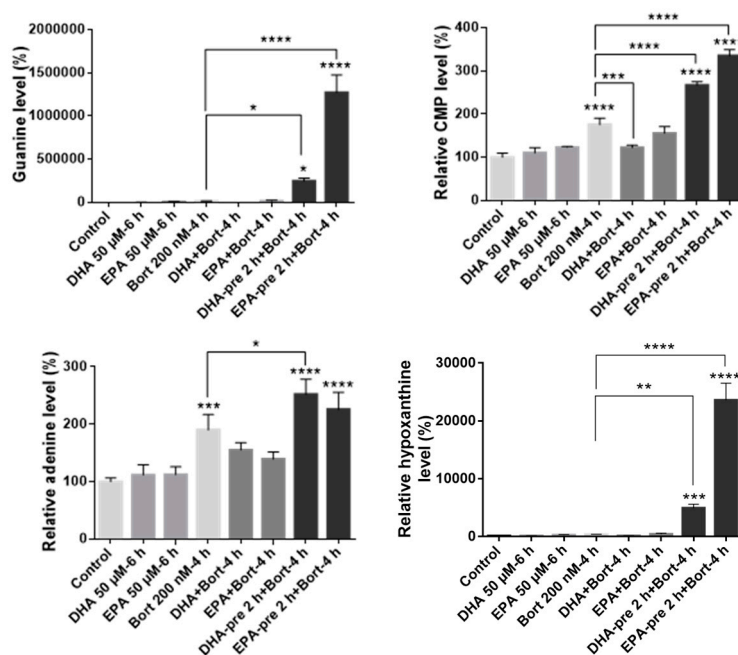 Guanine level (%)
2000000
1500000
1000000
500000
0
****
****
*
*
Control
DHA 50 µM-6 h
EPA 50 µM-6 h
Bort 200 nM-4 h
DHA+Bort-4 h
EPA+Bort-4 h
DHA-pre 2 h+Bort-4 h
EPA-pre 2 h+Bort-4 h
Relative CMP level (%)
400
300
200
100
0
****
****
***
****
****
***
Control
DHA 50 µM-6 h
EPA 50 µM-6 h
Bort 200 nM-4 h
DHA+Bort-4 h
EPA+Bort-4 h
DHA-pre 2 h+Bort-4 h
EPA-pre 2 h+Bort-4 h
Relative adenine level (%)
300
200
100
0
*
***
****
****
Control
DHA 50 µM-6 h
EPA 50 µM-6 h
Bort 200 nM-4 h
DHA+Bort-4 h
EPA+Bort-4 h
DHA-pre 2 h+Bort-4 h
EPA-pre 2 h+Bort-4 h
Relative hypoxanthine
level (%)
30000
20000
10000
0
****
**
***
****
Control
DHA 50 µM-6 h
EPA 50 µM-6 h
Bort 200 nM-4 h
DHA+Bort-4 h
EPA+Bort-4 h
DHA-pre 2 h+Bort-4 h
EPA-pre 2 h+Bort-4 h